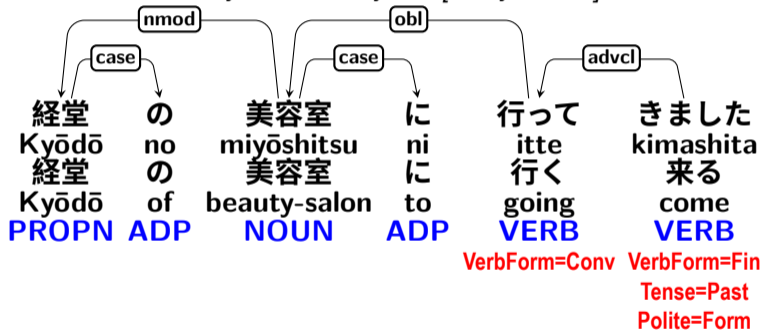 nmod obl
case case advcl
経堂 の 美容室 に 行って きました
Kyōdō no miyōshitsu ni itte kimashita
経堂 の 美容室 に 行く 来る
Kyōdō of beauty-salon to going come
PROPN ADP NOUN ADP VERB VERB
VerbForm=Conv VerbForm=Fin
Tense=Past
Polite=Form